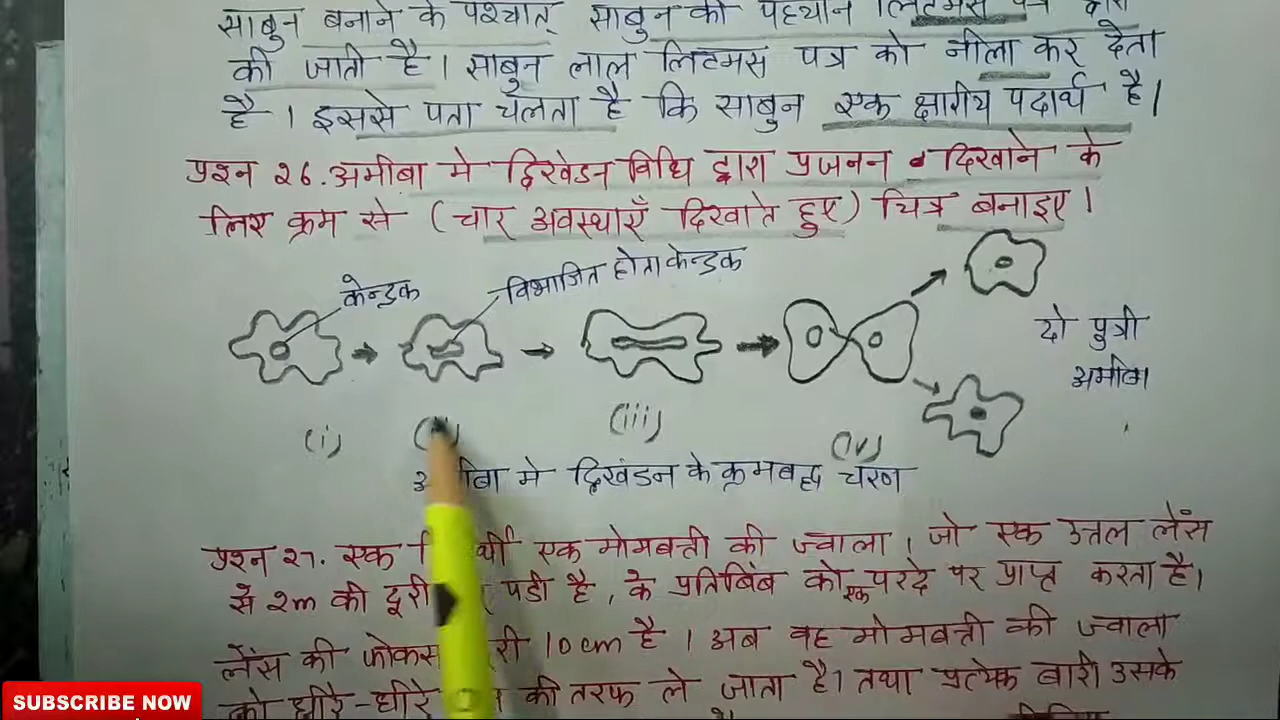 साबुन बनाने के पश्चात् साबुन की पहचान लिटमस पत्र द्वारा
की जाती है। साबुन लाल लिटमस पत्र को नीला कर देता
है। इससे पता चलता है कि साबुन एक क्षारीय पदार्थ है।
प्रश्न 26. अमीबा मे द्विखंडन विधि द्वारा प्रजनन दिखाने के
लिए क्रम से (चार अवस्थाएँ दिखाते हुए) चित्र बनाइए।
केन्द्रक
विभाजित होता केन्द्रक
दो पुत्री
अमीबा
(i)
(iii)
(iv)
मे द्विखंडन के क्रमबद्ध चरण
प्रश्न 27. एक एक मोमबत्ती की ज्वाला, जो एक उत्तल लेंस
से 2m की दूरी पडी है, के प्रतिबिंब को एक परदे पर प्राप्त करता है।
लेंस की फोकस 10 cm है। अब वह मोमबत्ती की ज्वाला
को धीरे-धीरे की तरफ ले जाता है। तथा प्रत्येक बारी उसके
SUBSCRIBE NOW